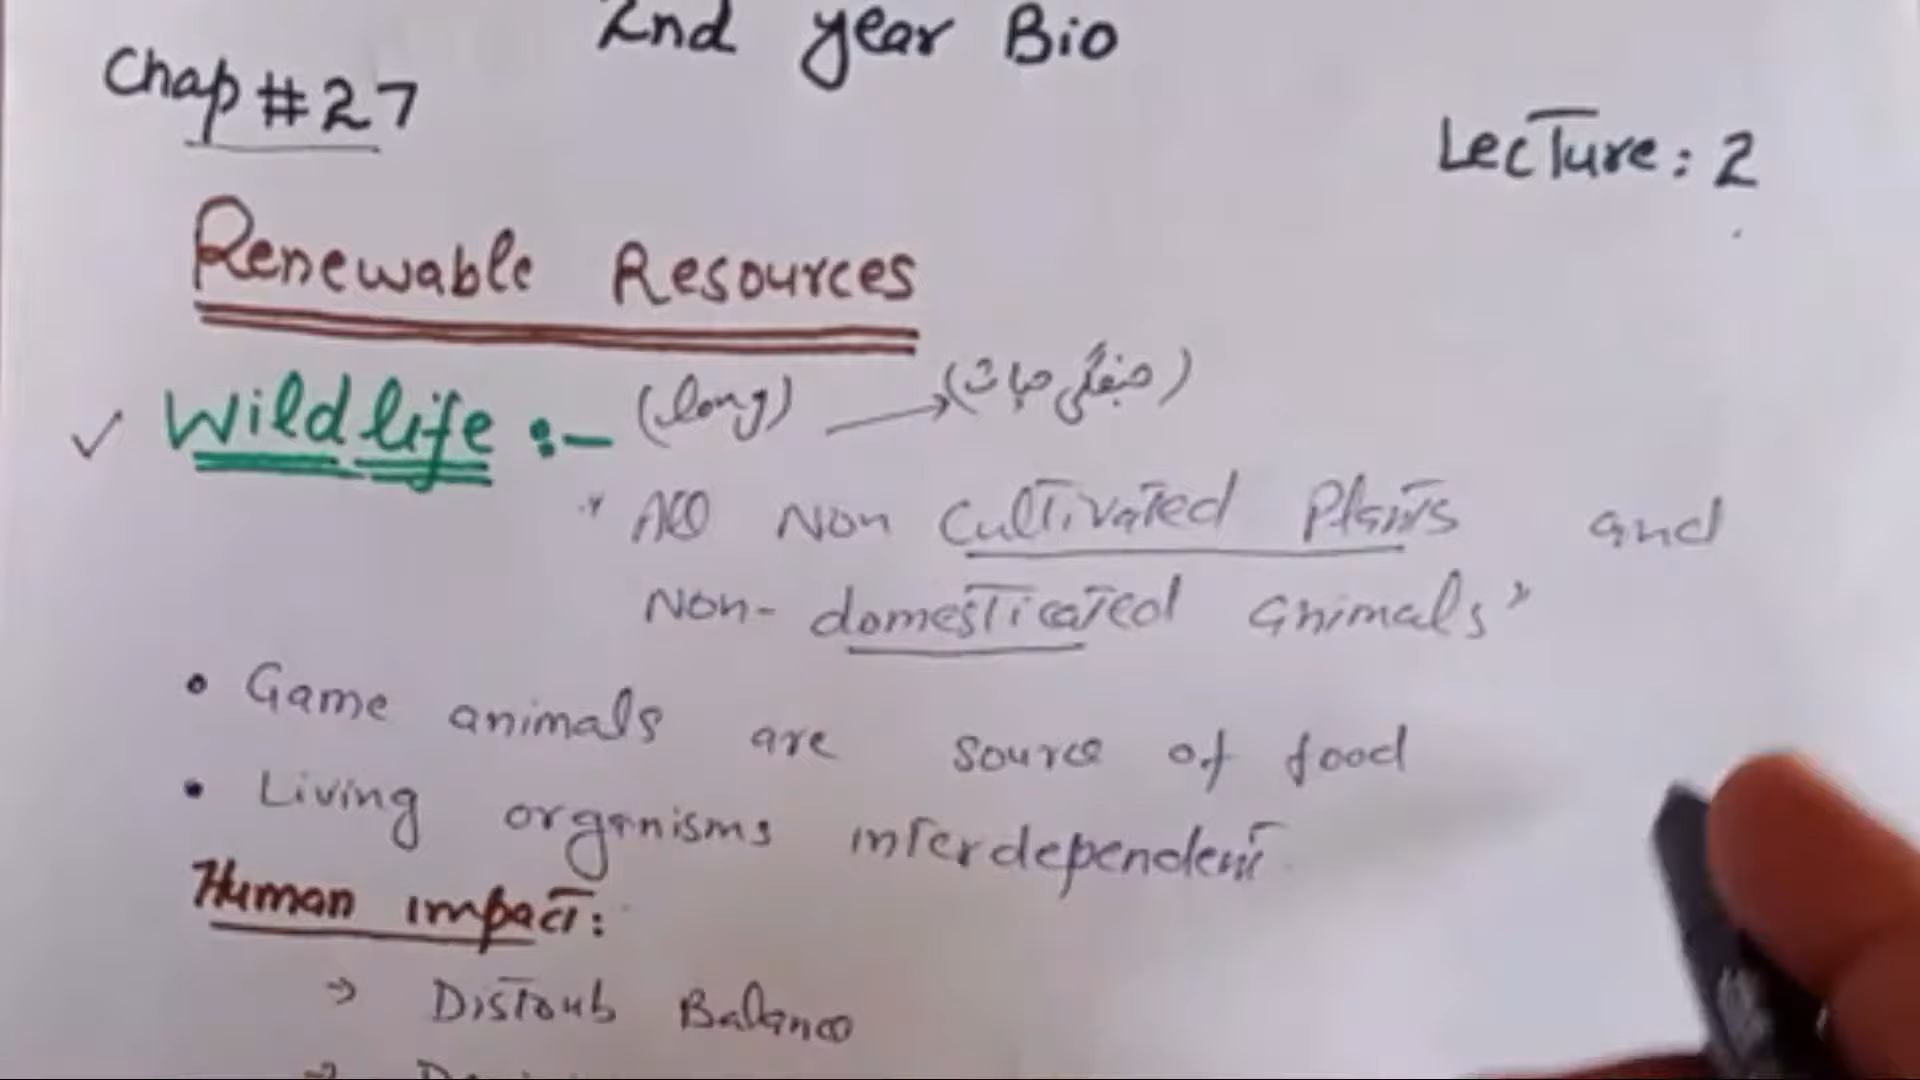 2nd year Bio
Chap #27
Lecture: 2
Renewable Resources
✓ Wildlife :- (long) → (جنگلی حیات)
" All Non Cultivated Plants and
Non-domesticated animals"
• Game animals are source of food
• Living organisms interdependent
Human impact:
→ Distoub Balance
→